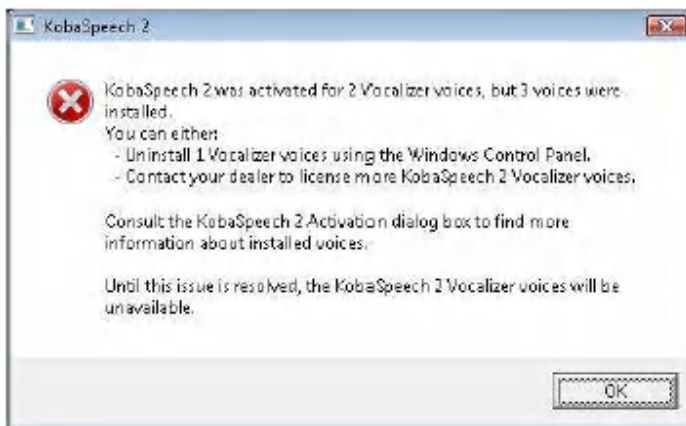 KobaSpeech 2
KobaSpeech 2 was activated for 2 Vocalizer voices, but 3 voices were
installed.
You can either:
- Uninstall 1 Vocalizer voices using the Windows Control Panel.
- Contact your dealer to license more KobaSpeech 2 Vocalizer voices.
Consult the KobaSpeech 2 Activation dialog box to find more
information about installed voices.
Until this issue is resolved, the KobaSpeech 2 Vocalizer voices will be
unavailable.
OK